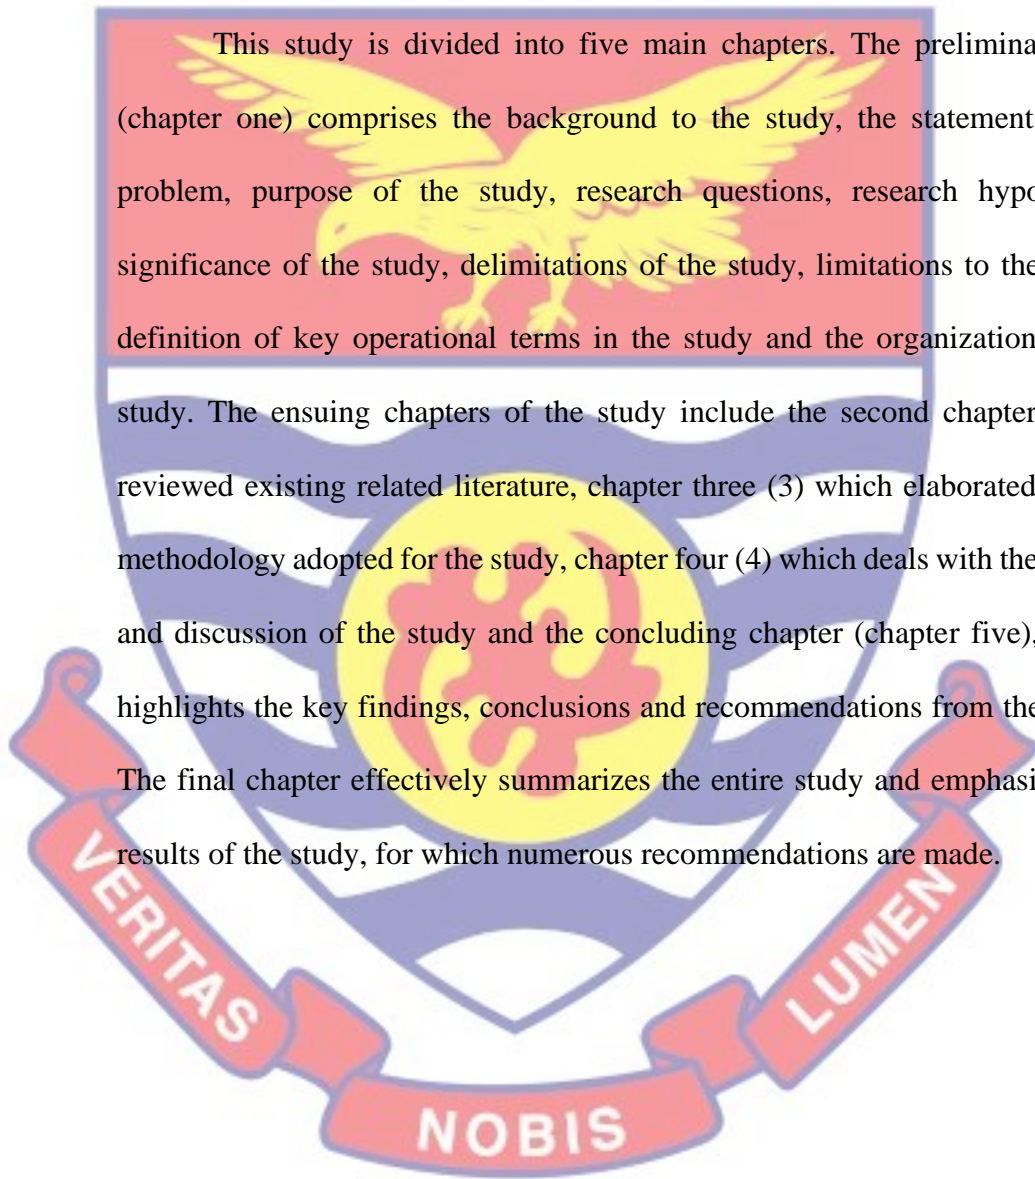 This study is divided into five main chapters. The prelimina
(chapter one) comprises the background to the study, the statement
problem, purpose of the study, research questions, research hypo
significance of the study, delimitations of the study, limitations to the
definition of key operational terms in the study and the organization
study. The ensuing chapters of the study include the second chapter
reviewed existing related literature, chapter three (3) which elaborated
methodology adopted for the study, chapter four (4) which deals with the
and discussion of the study and the concluding chapter (chapter five),
highlights the key findings, conclusions and recommendations from the
The final chapter effectively summarizes the entire study and emphasi
results of the study, for which numerous recommendations are made.
VERITAS
NOBIS
LUMEN